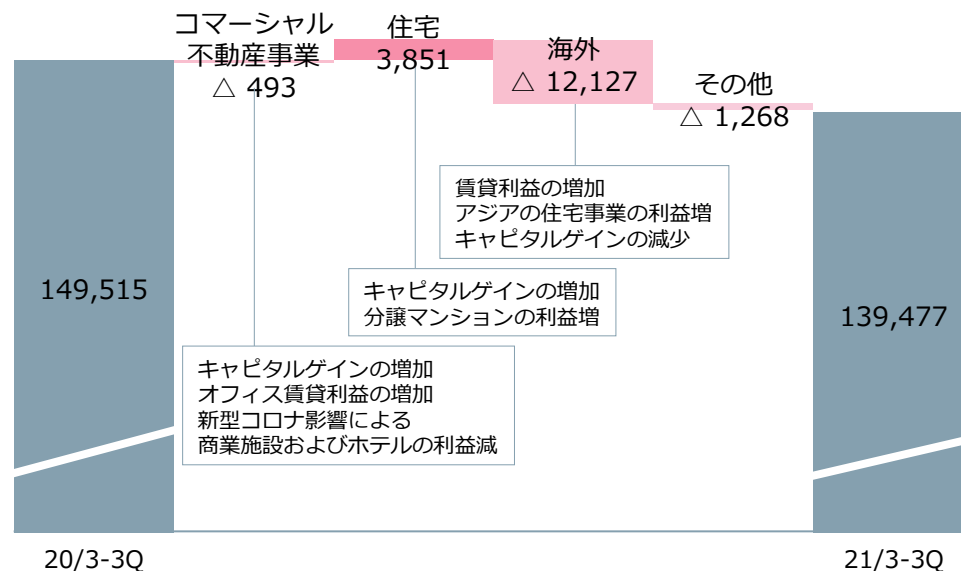 コマーシャル
不動産事業
△ 493
住宅
3,851
海外
△ 12,127
その他
△ 1,268
賃貸利益の増加
アジアの住宅事業の利益増
キャピタルゲインの減少
149,515
キャピタルゲインの増加
分譲マンションの利益増
139,477
キャピタルゲインの増加
オフィス賃貸利益の増加
新型コロナ影響による
商業施設およびホテルの利益減
20/3-3Q
21/3-3Q